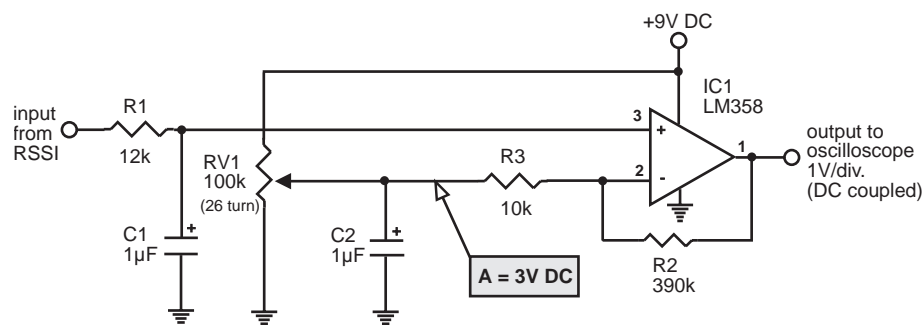 +9V DC
IC1
LM358
input
from
RSSI
R1
12k
3
+
RV1
100k
(26 turn)
R3
10k
2
-
1
output to
oscilloscope
1V/div.
(DC coupled)
C1
1µF
+
C2
1µF
+
A = 3V DC
R2
390k